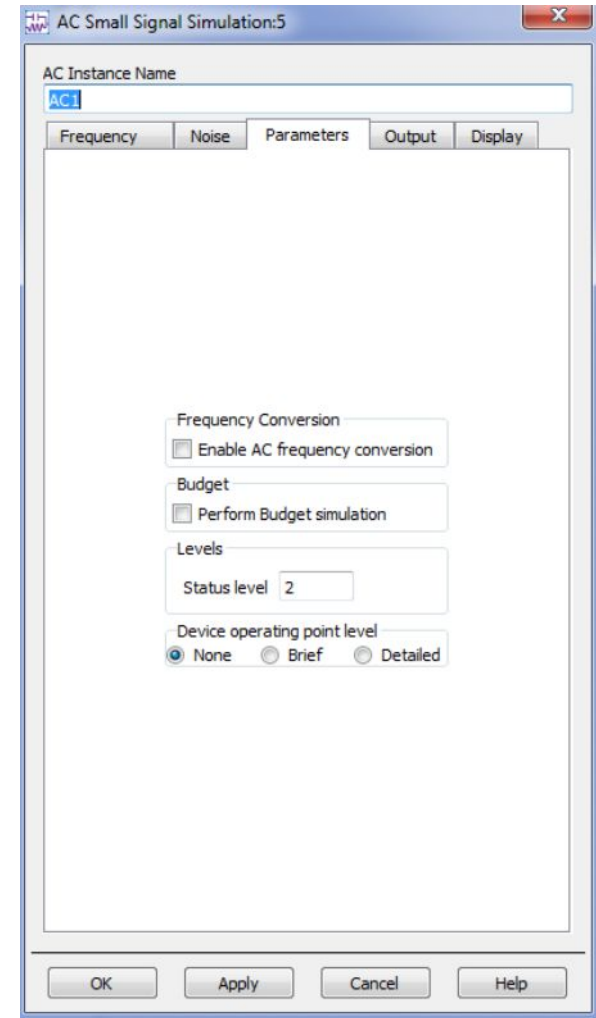 AC Small Signal Simulation:5
AC Instance Name
AC1
Frequency Noise Parameters Output Display
Frequency Conversion
Enable AC frequency conversion
Budget
Perform Budget simulation
Levels
Status level 2
Device operating point level
None Brief Detailed
OK Apply Cancel Help